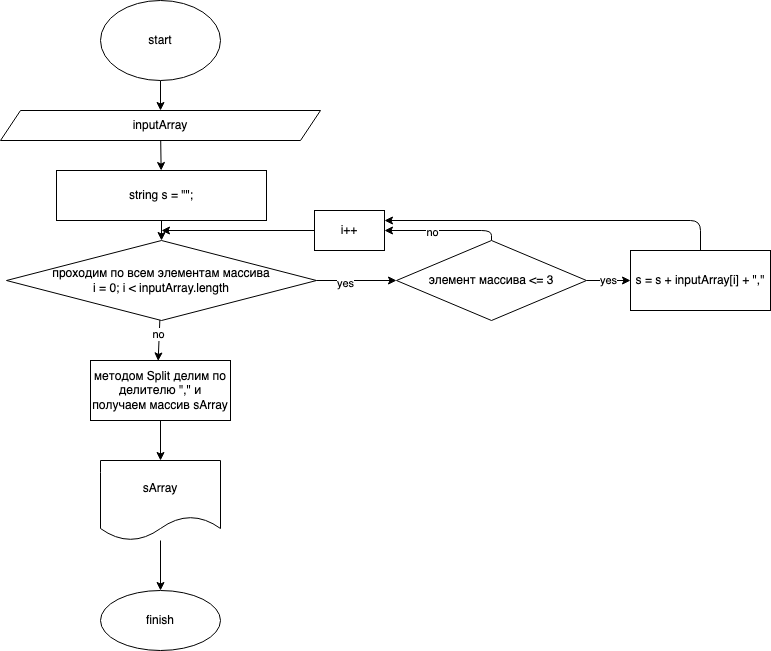 start
inputArray
string s = "";
i++
no
проходим по всем элементам массива
i = 0; i < inputArray.length
yes
элемент массива <= 3
yes
s = s + inputArray[i] + ","
no
методом Split делим по
делителю "," и
получаем массив sArray
sArray
finish